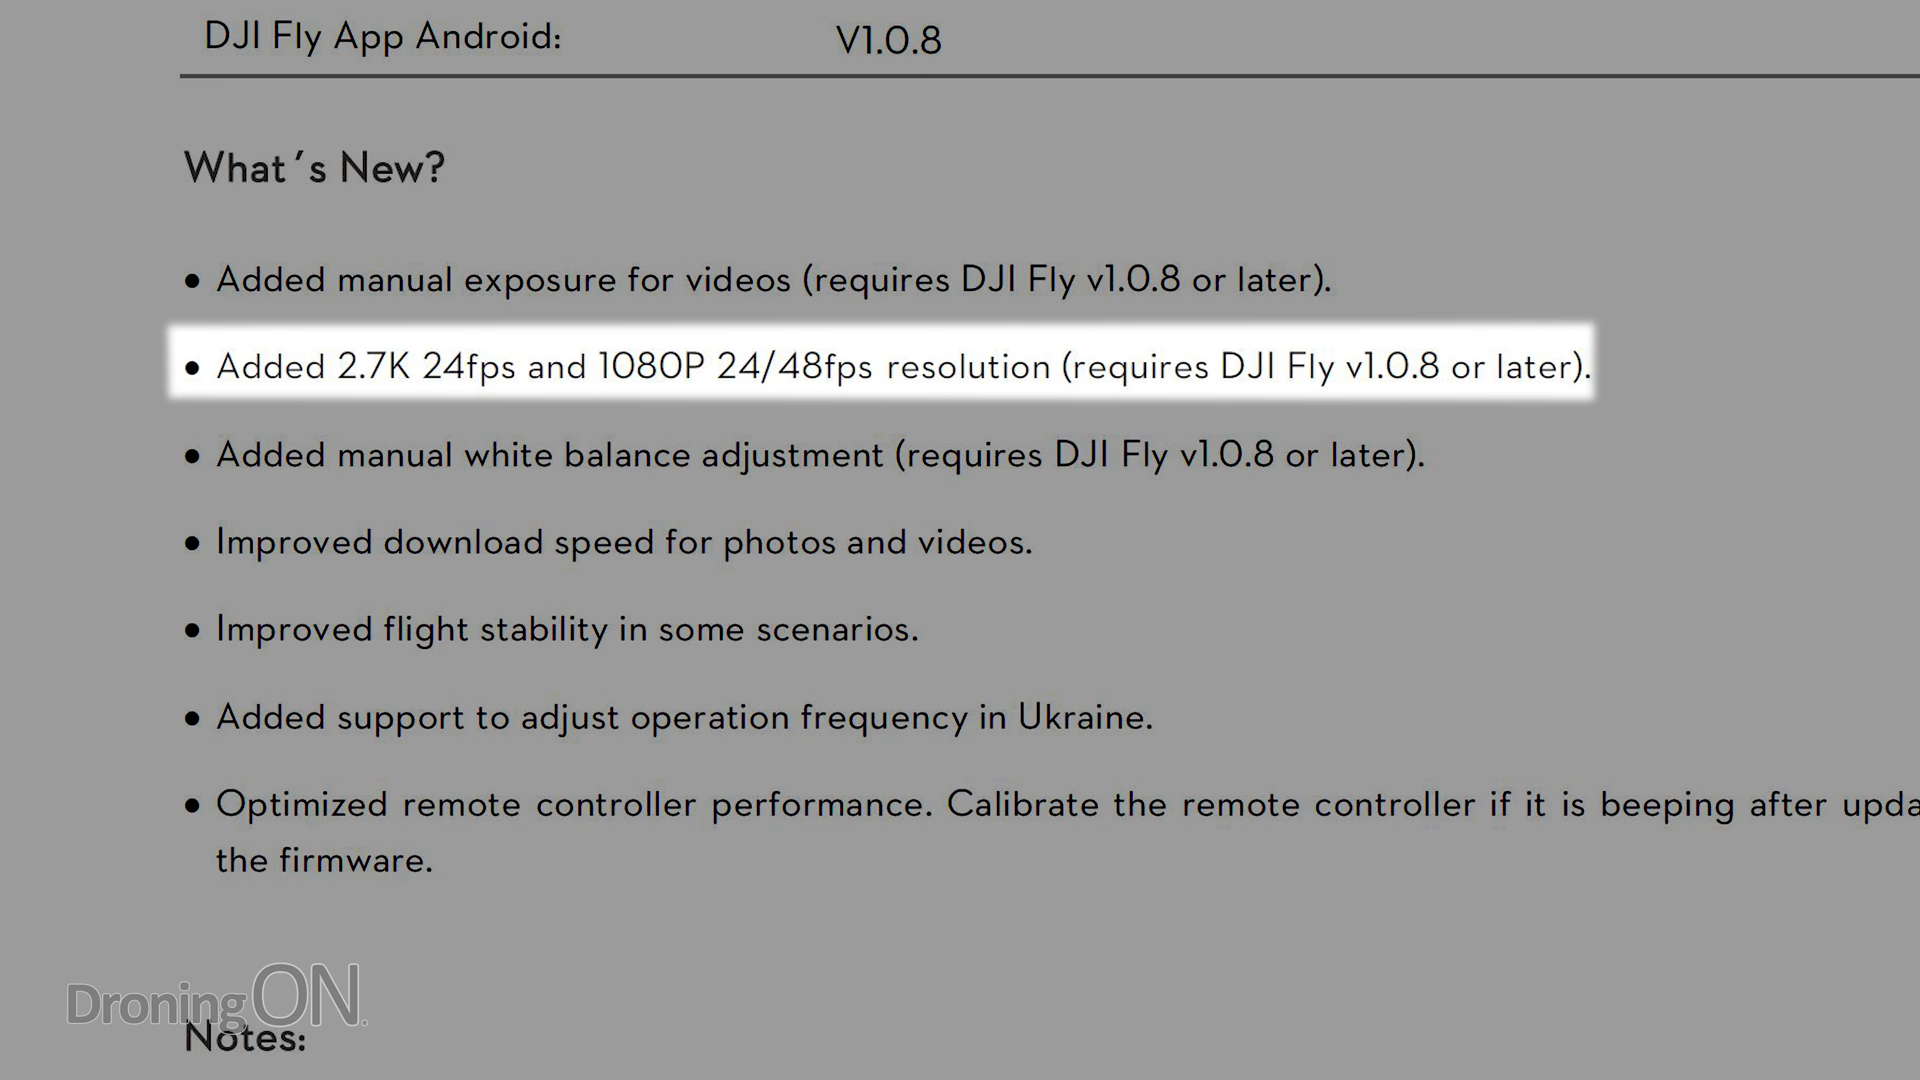 DJI Fly App Android: V1.0.8
What´s New?
• Added manual exposure for videos (requires DJI Fly v1.0.8 or later).
• Added 2.7K 24fps and 1080P 24/48fps resolution (requires DJI Fly v1.0.8 or later).
• Added manual white balance adjustment (requires DJI Fly v1.0.8 or later).
• Improved download speed for photos and videos.
• Improved flight stability in some scenarios.
• Added support to adjust operation frequency in Ukraine.
• Optimized remote controller performance. Calibrate the remote controller if it is beeping after upda
the firmware.
DroningON.
Notes: